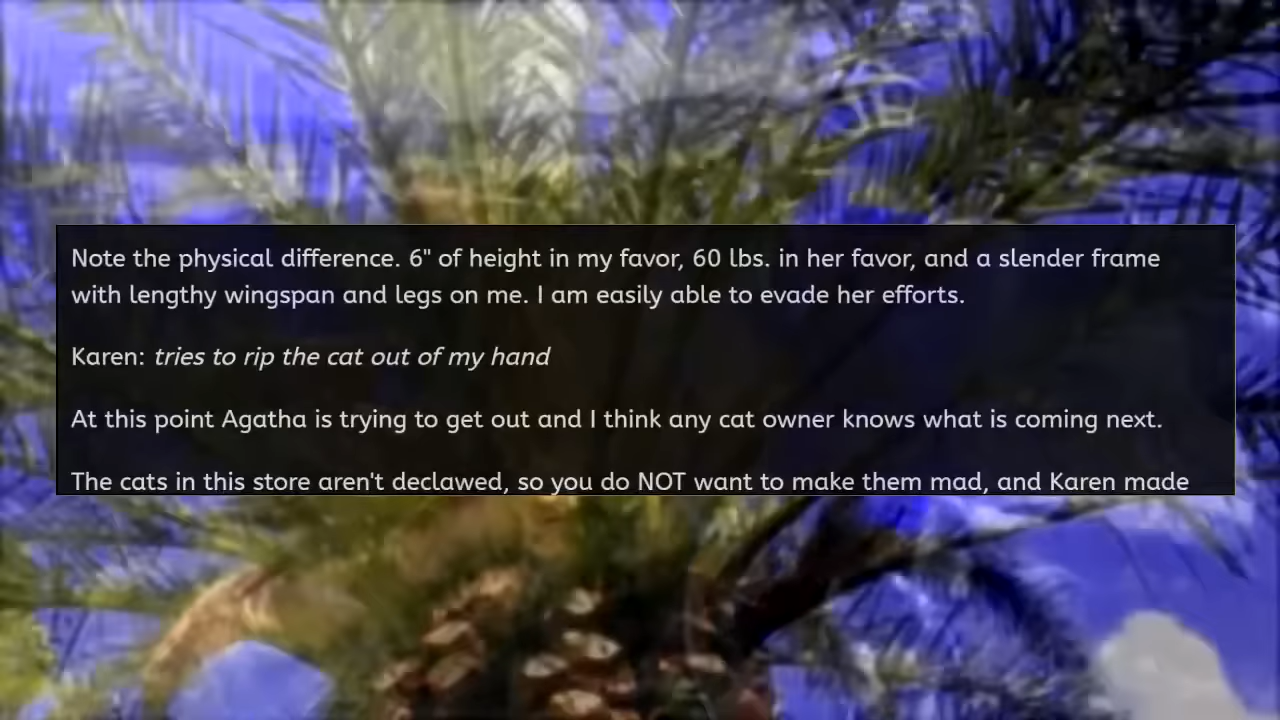 Note the physical difference. 6" of height in my favor, 60 lbs. in her favor, and a slender frame
with lengthy wingspan and legs on me. I am easily able to evade her efforts.
Karen: tries to rip the cat out of my hand
At this point Agatha is trying to get out and I think any cat owner knows what is coming next.
The cats in this store aren't declawed, so you do NOT want to make them mad, and Karen made